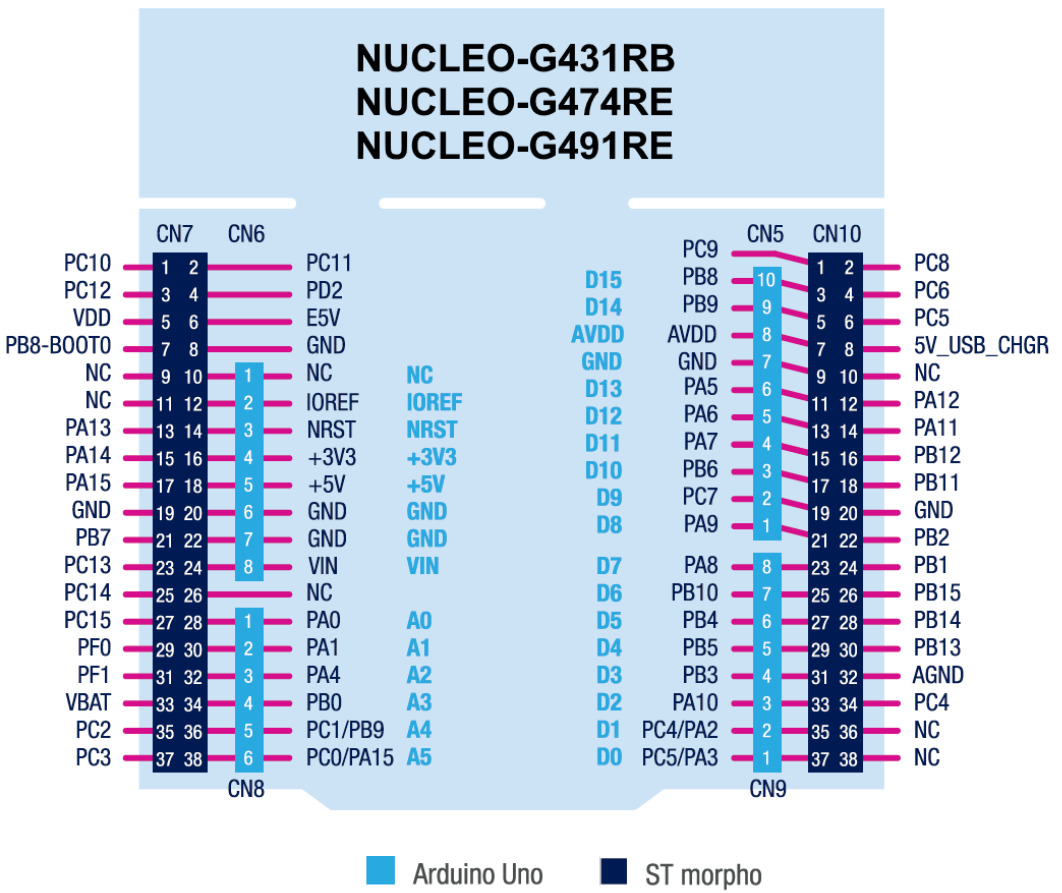 NUCLEO-G431RB
NUCLEO-G474RE
NUCLEO-G491RE
CN7 CN6 CN5 CN10
PC9
PC10 1 2 PC11 1 2 PC8
D15 PB8 10
PC12 3 4 PD2 3 4 PC6
D14 PB9 9
VDD 5 6 E5V 5 6 PC5
AVDD AVDD 8
PB8-BOOT0 7 8 GND 7 8 5V_USB_CHGR
GND GND 7
NC 9 10 1 NC NC 9 10 NC
D13 PA5 6
NC 11 12 2 IOREF IOREF 11 12 PA12
D12 PA6 5
PA13 13 14 3 NRST NRST 13 14 PA11
D11 PA7 4
PA14 15 16 4 +3V3 +3V3 15 16 PB12
D10 PB6 3
PA15 17 18 5 +5V +5V 17 18 PB11
D9 PC7 2
GND 19 20 6 GND GND 19 20 GND
D8 PA9 1
PB7 21 22 7 GND GND 21 22 PB2
PC13 23 24 8 VIN VIN D7 PA8 8 23 24 PB1
PC14 25 26 NC D6 PB10 7 25 26 PB15
PC15 27 28 1 PA0 A0 D5 PB4 6 27 28 PB14
PF0 29 30 2 PA1 A1 D4 PB5 5 29 30 PB13
PF1 31 32 3 PA4 A2 D3 PB3 4 31 32 AGND
VBAT 33 34 4 PB0 A3 D2 PA10 3 33 34 PC4
PC2 35 36 5 PC1/PB9 A4 D1 PC4/PA2 2 35 36 NC
PC3 37 38 6 PC0/PA15 A5 D0 PC5/PA3 1 37 38 NC
CN8 CN9
Arduino Uno ST morpho